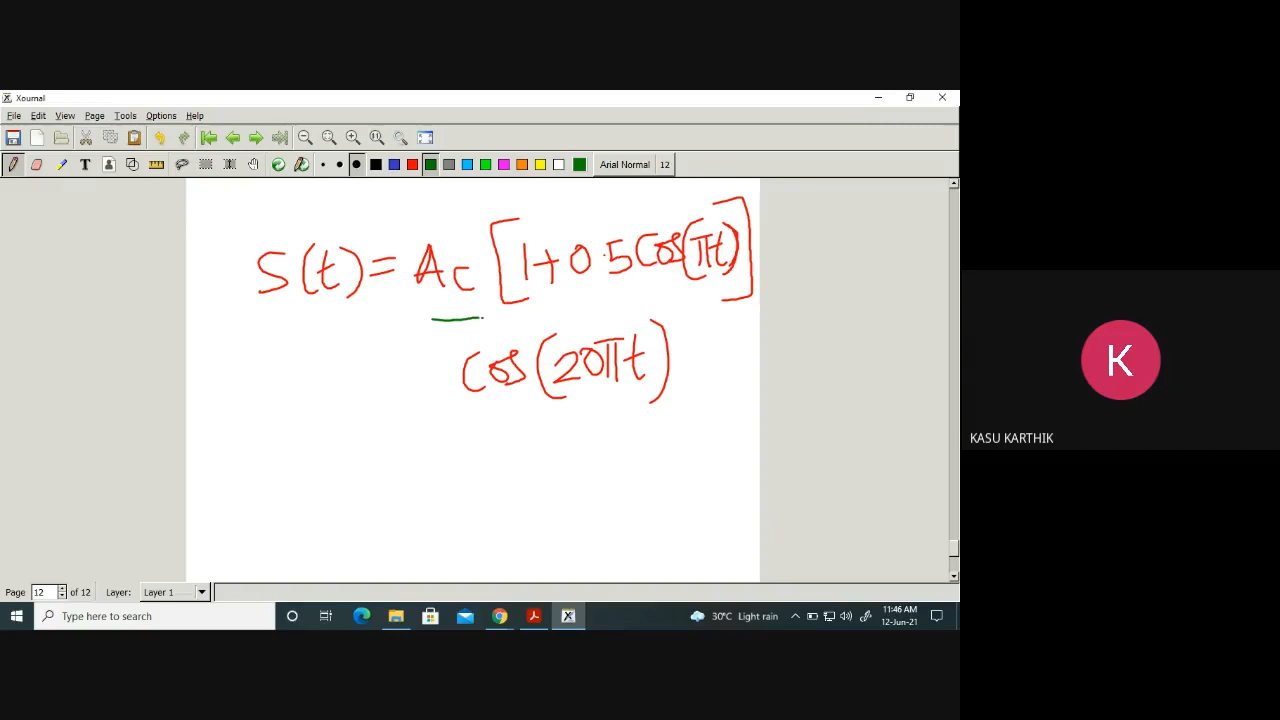 Xournal
File Edit View Page Tools Options Help
T Arial Normal 12
S(t) = Ac [1+0.5 Cos(πt)]
Cos(20πt)
K
KASU KARTHIK
Page 12 of 12 Layer: Layer 1
Type here to search
30°C Light rain
11:46 AM
12-Jun-21